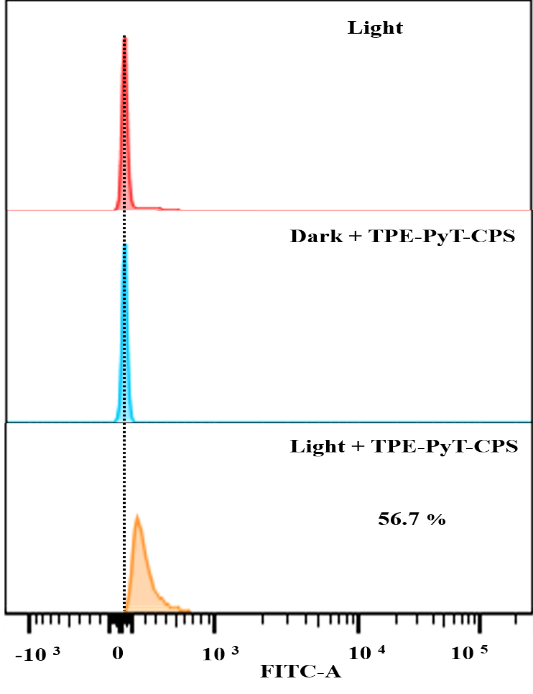 Light
Dark + TPE-PyT-CPS
Light + TPE-PyT-CPS
56.7 %
-10 3 0 10 3 10 4 10 5
FITC-A